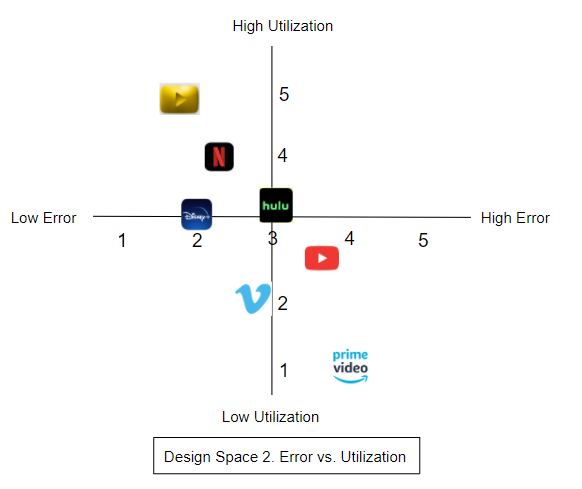 High Utilization
5
N
4
DISNEY+
hulu
Low Error
High Error
1
2
3
4
5
2
prime
video
1
Low Utilization
Design Space 2. Error vs. Utilization